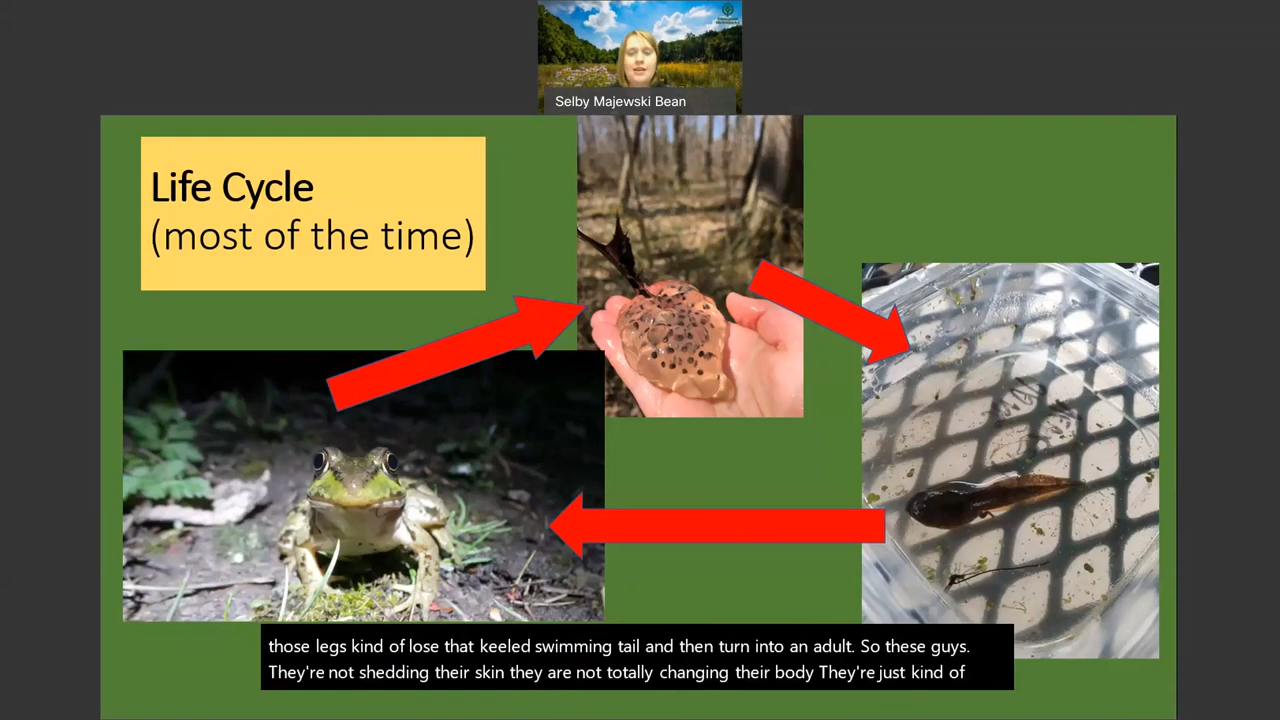 Selby Majewski Bean
Life Cycle
(most of the time)
those legs kind of lose that keeled swimming tail and then turn into an adult. So these guys.
They're not shedding their skin they are not totally changing their body They're just kind of